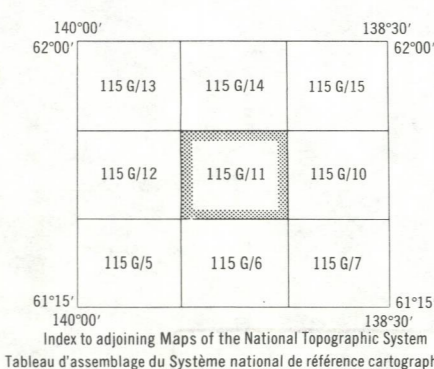 140°00′ 138°30′
62°00′ 62°00′
115 G/13 115 G/14 115 G/15
115 G/12 115 G/11 115 G/10
115 G/5 115 G/6 115 G/7
61°15′ 61°15
140°00′ 138°30′
Index to adjoining Maps of the National Topographic System
Tableau d'assemblage du Système national de référence cartograph